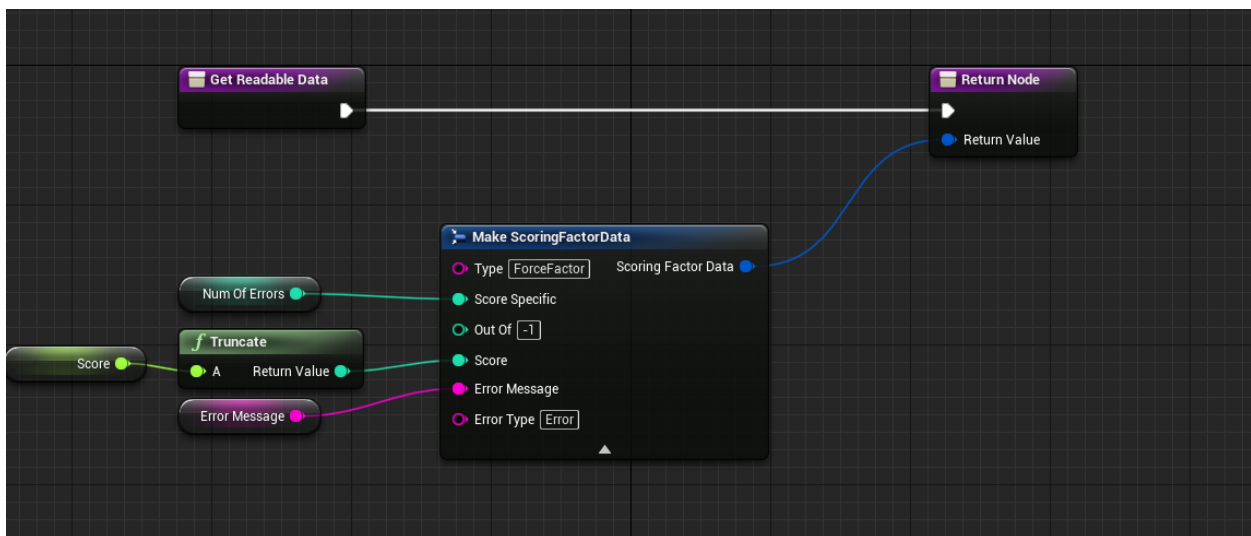 Get Readable Data
Return Node
Return Value
Make ScoringFactorData
Type ForceFactor Scoring Factor Data
Num Of Errors
Score Specific
Out Of -1
f Truncate
Score
A Return Value
Score
Error Message
Error Message
Error Type Error